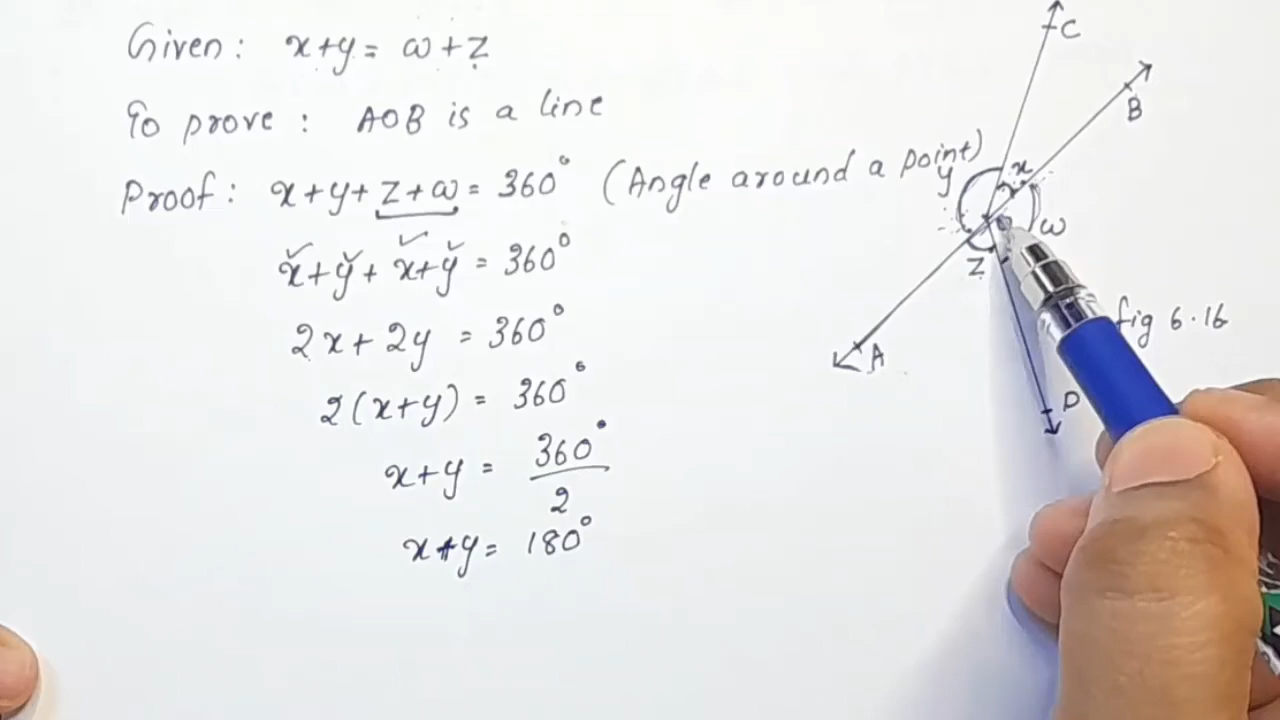 Given: x+y = ω+z
To prove: AOB is a line
Proof: x+y+z+ω = 360° (Angle around a point)
x+y+x+y = 360°
2x+2y = 360°
2(x+y) = 360°
x+y = 360°/2
x+y = 180°
C
B
y
x
ω
z
A
D
fig 6.16